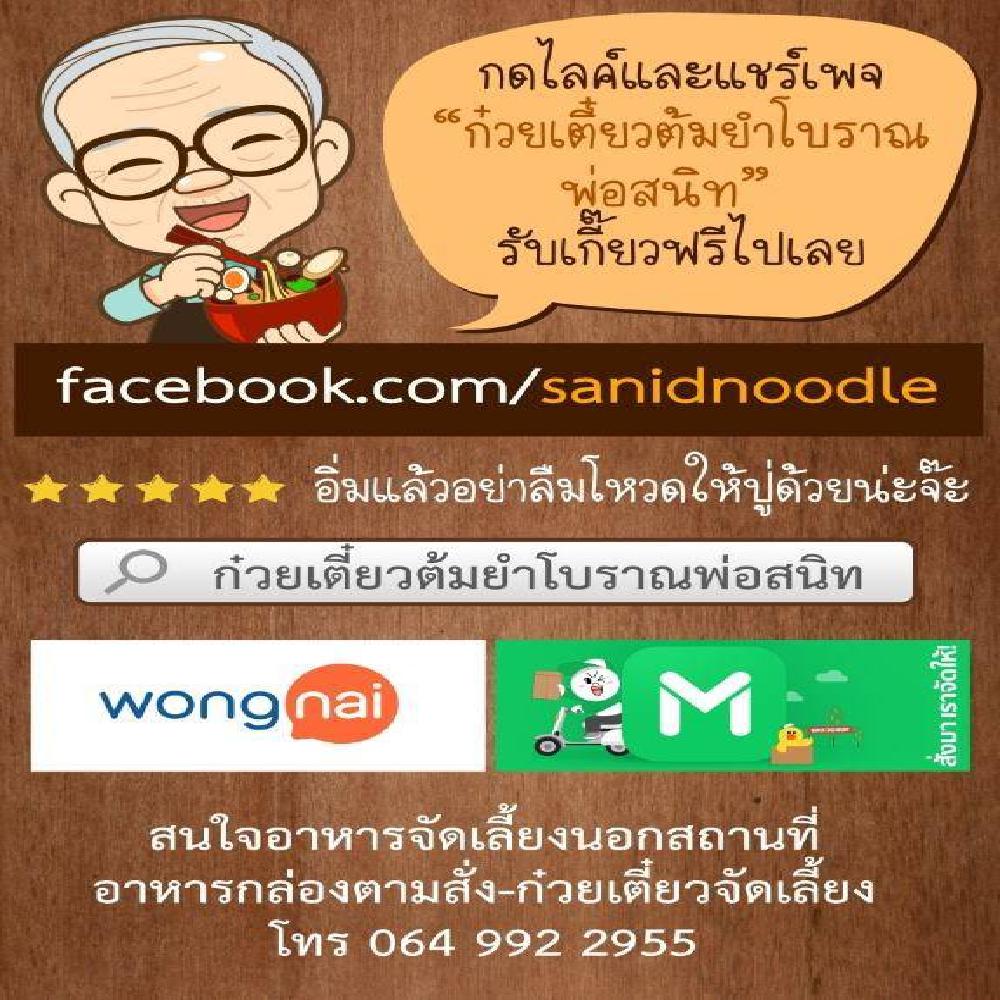 กดไลค์และแชร์เพจ
“ก๋วยเตี๋ยวต้มยำโบราณ
พ่อสนิท”
รับเกี๊ยวฟรีไปเลย
facebook.com/sanidnoodle
อิ่มแล้วอย่าลืมโหวตให้ปู่ด้วยน่ะจ๊ะ
ก๋วยเตี๋ยวต้มยำโบราณพ่อสนิท
wongnai
M
สั่งมา เราจัดให้!
สนใจอาหารจัดเลี้ยงนอกสถานที่
อาหารกล่องตามสั่ง-ก๋วยเตี๋ยวจัดเลี้ยง
โทร 064 992 2955